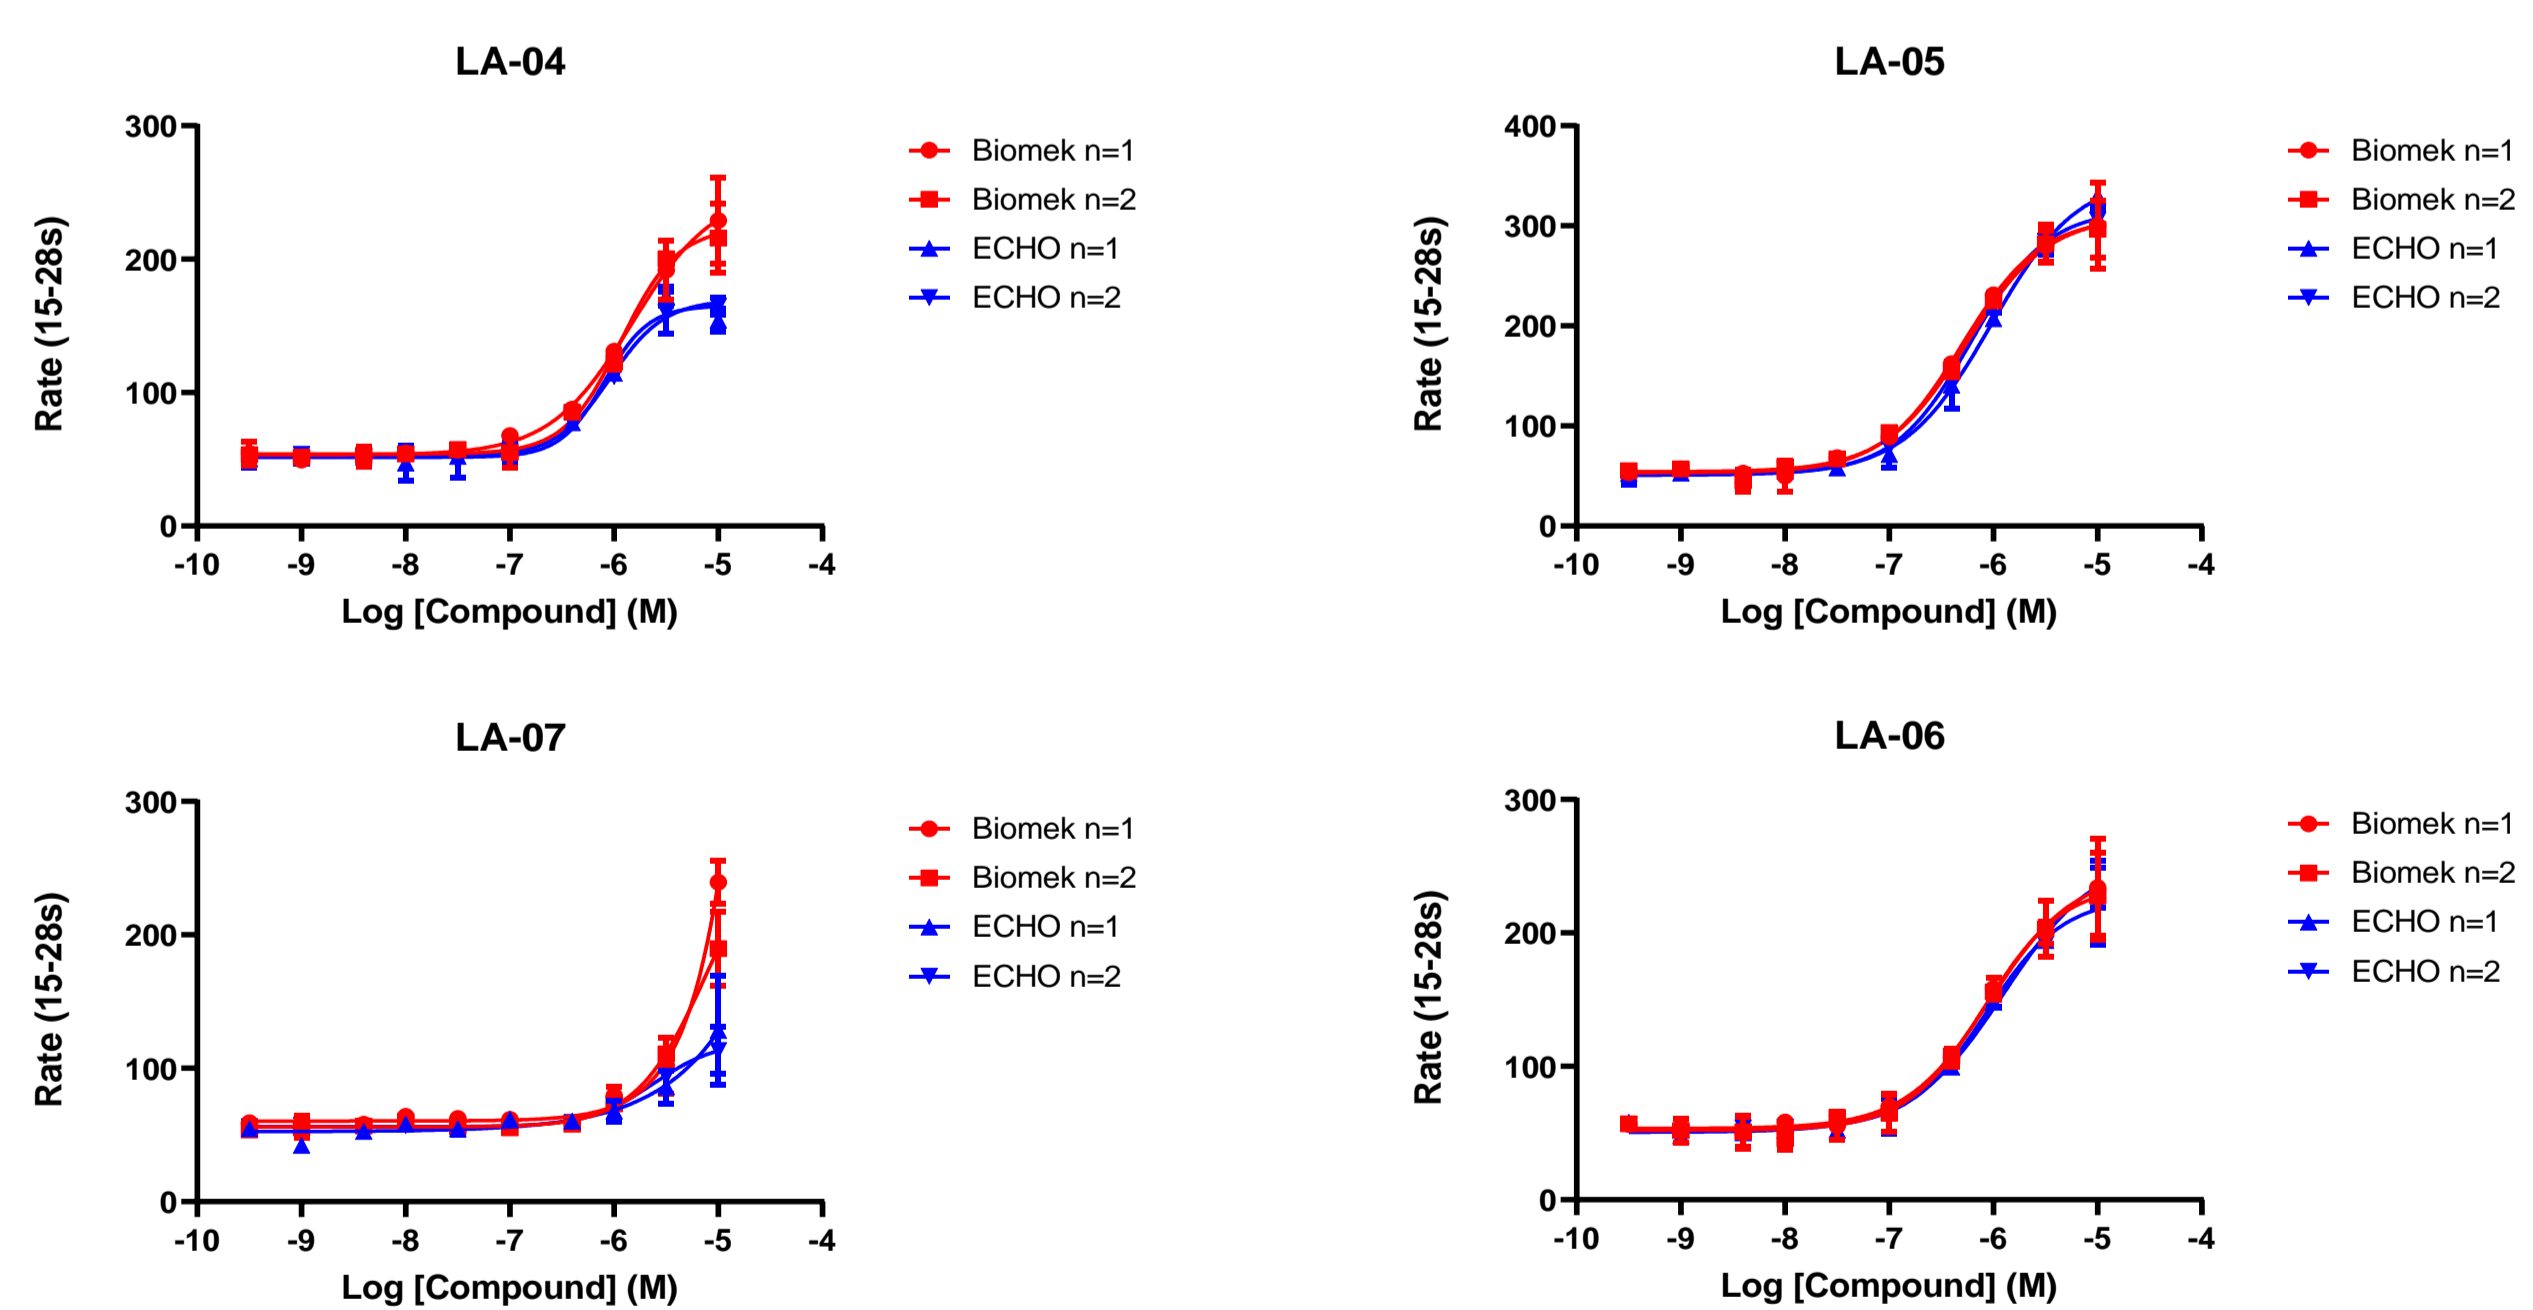 LA-04
300
200
100
0
-10 -9 -8 -7 -6 -5 -4
Rate (15-28s)
Log [Compound] (M)
Biomek n=1
Biomek n=2
ECHO n=1
ECHO n=2
LA-05
400
300
200
100
0
-10 -9 -8 -7 -6 -5 -4
Rate (15-28s)
Log [Compound] (M)
Biomek n=1
Biomek n=2
ECHO n=1
ECHO n=2
LA-07
300
200
100
0
-10 -9 -8 -7 -6 -5 -4
Rate (15-28s)
Log [Compound] (M)
Biomek n=1
Biomek n=2
ECHO n=1
ECHO n=2
LA-06
300
200
100
0
-10 -9 -8 -7 -6 -5 -4
Rate (15-28s)
Log [Compound] (M)
Biomek n=1
Biomek n=2
ECHO n=1
ECHO n=2